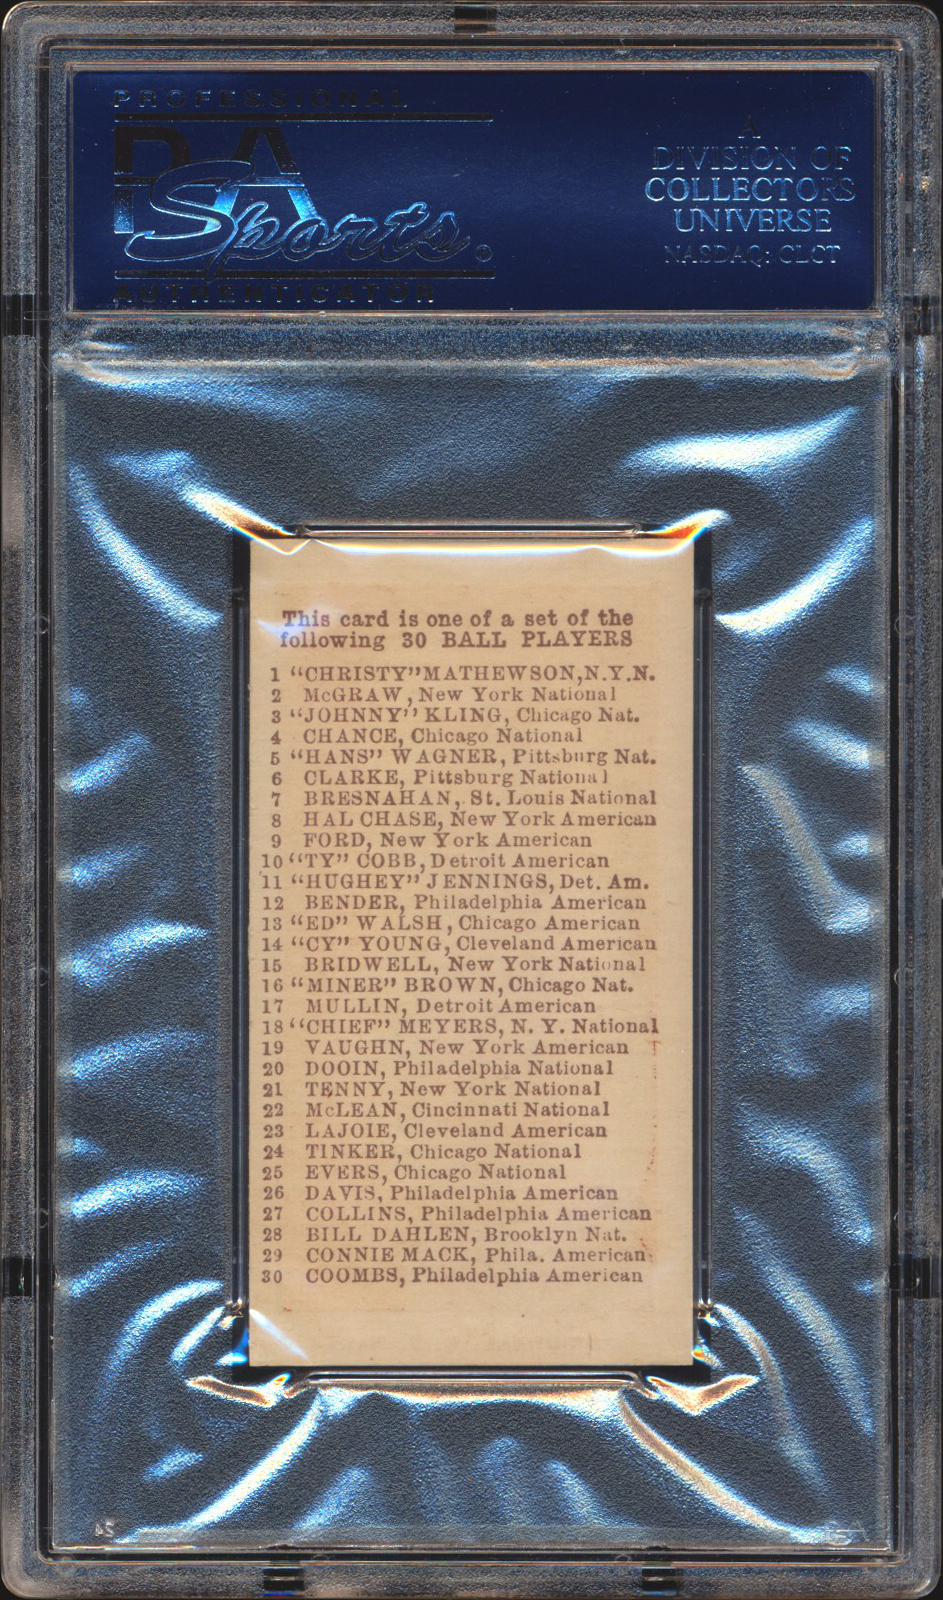 PROFESSIONAL
PSA
Sports®
AUTHENTICATOR
A
DIVISION OF
COLLECTORS
UNIVERSE
NASDAQ: CLCT
This card is one of a set of the
following 30 BALL PLAYERS
1 "CHRISTY" MATHEWSON, N.Y.N.
2 McGRAW, New York National
3 "JOHNNY" KLING, Chicago Nat.
4 CHANCE, Chicago National
5 "HANS" WAGNER, Pittsburg Nat.
6 CLARKE, Pittsburg National
7 BRESNAHAN, St. Louis National
8 HAL CHASE, New York American
9 FORD, New York American
10 "TY" COBB, Detroit American
11 "HUGHEY" JENNINGS, Det. Am.
12 BENDER, Philadelphia American
13 "ED" WALSH, Chicago American
14 "CY" YOUNG, Cleveland American
15 BRIDWELL, New York National
16 "MINER" BROWN, Chicago Nat.
17 MULLIN, Detroit American
18 "CHIEF" MEYERS, N. Y. National
19 VAUGHN, New York American
20 DOOIN, Philadelphia National
21 TENNY, New York National
22 McLEAN, Cincinnati National
23 LAJOIE, Cleveland American
24 TINKER, Chicago National
25 EVERS, Chicago National
26 DAVIS, Philadelphia American
27 COLLINS, Philadelphia American
28 BILL DAHLEN, Brooklyn Nat.
29 CONNIE MACK, Phila. American
30 COOMBS, Philadelphia American